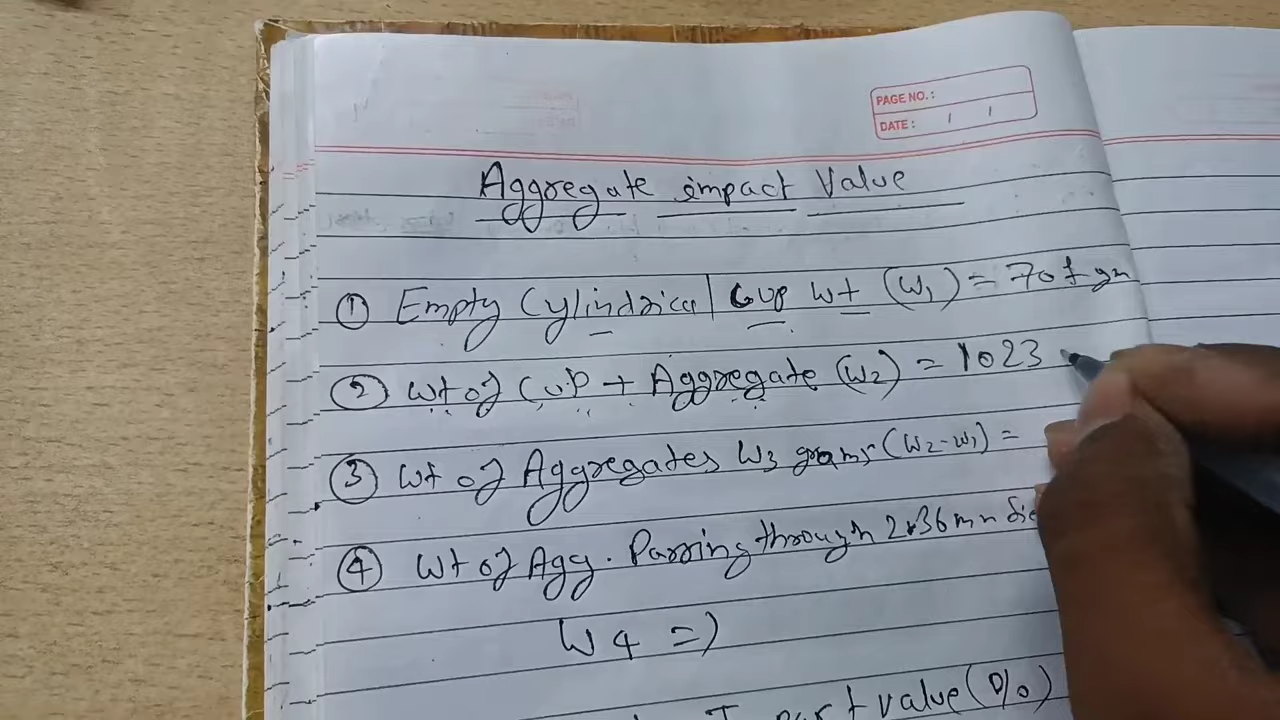 PAGE NO.:
DATE: / /
Aggregate impact Value
① Empty Cylindrical Cup wt (W1) = 707 gm
② Wt of Cup + Aggregate (W2) = 1023
③ Wt of Aggregates W3 grams (W2-W1) =
④ Wt of Agg. Passing through 2.36mm
W4 =)
Impact value (%)